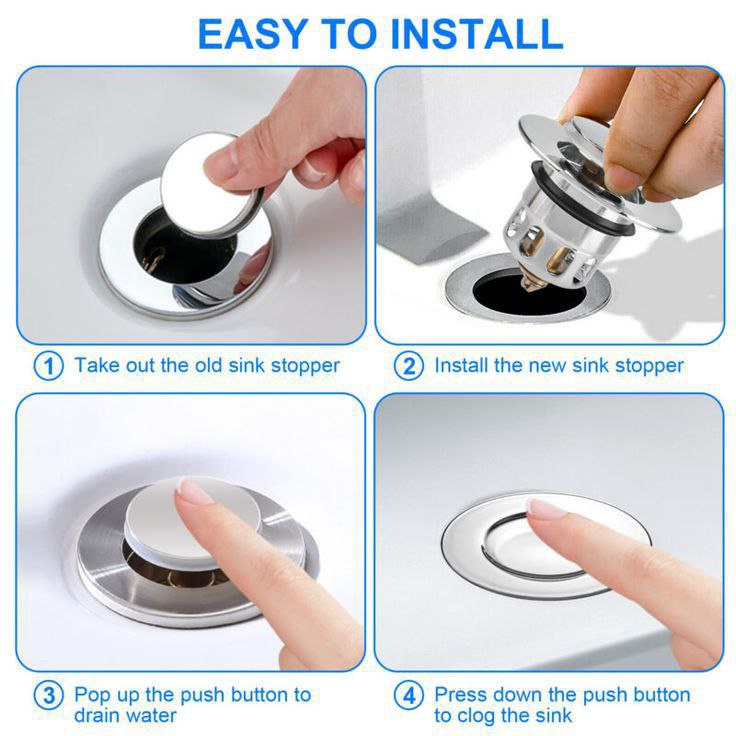 EASY TO INSTALL
1 Take out the old sink stopper
2 Install the new sink stopper
3 Pop up the push button to
drain water
4 Press down the push button
to clog the sink